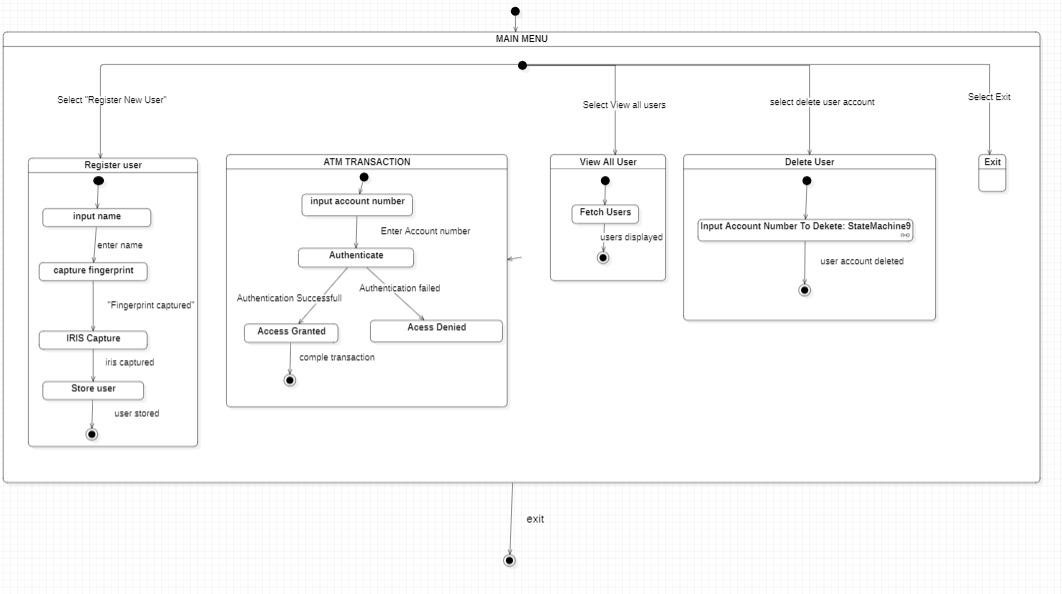 MAIN MENU
Select "Register New User"
Select View all users
select delete user account
Select Exit
Register user
input name
enter name
capture fingerprint
"Fingerprint captured"
IRIS Capture
iris captured
Store user
user stored
ATM TRANSACTION
input account number
Enter Account number
Authenticate
Authentication Successfull
Authentication failed
Access Granted
Acess Denied
comple transaction
View All User
Fetch Users
users displayed
Delete User
Input Account Number To Dekete: StateMachine9
user account deleted
Exit
exit